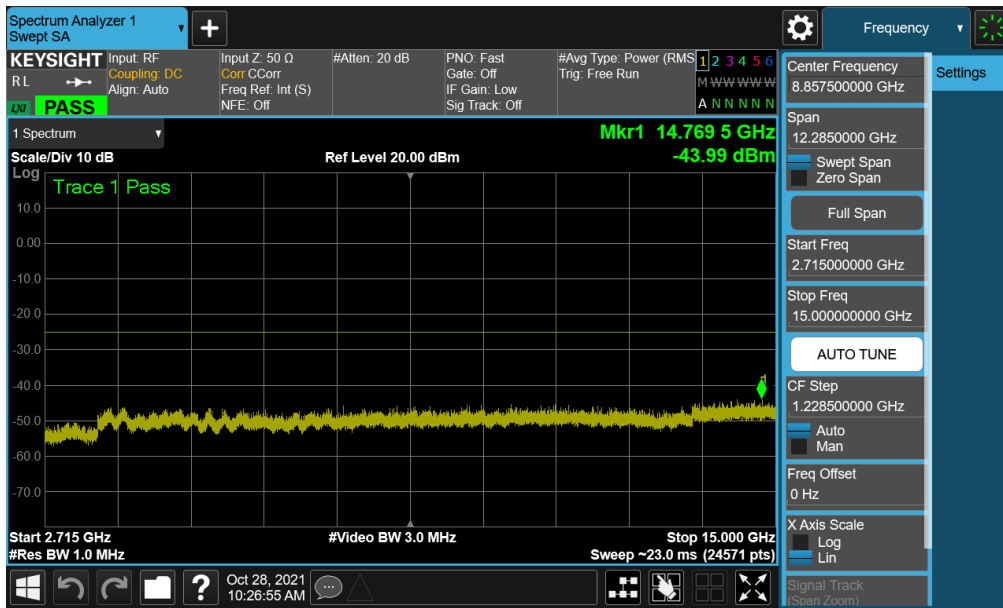 Spectrum Analyzer 1
Swept SA
Frequency
KEYSIGHT
R L
LXI
PASS
Input: RF
Coupling: DC
Align: Auto
Input Z: 50 Ω
Corr CCorr
Freq Ref: Int (S)
NFE: Off
#Atten: 20 dB
PNO: Fast
Gate: Off
IF Gain: Low
Sig Track: Off
#Avg Type: Power (RMS
Trig: Free Run
1 2 3 4 5 6
M W W W W W
A N N N N N
1 Spectrum
Scale/Div 10 dB
Ref Level 20.00 dBm
Mkr1 14.769 5 GHz
-43.99 dBm
Log
Trace 1 Pass
10.0
0.00
-10.0
-20.0
-30.0
-40.0
-50.0
-60.0
-70.0
1
Start 2.715 GHz
#Video BW 3.0 MHz
Stop 15.000 GHz
#Res BW 1.0 MHz
Sweep ~23.0 ms (24571 pts)
Oct 28, 2021
10:26:55 AM
Center Frequency
8.857500000 GHz
Settings
Span
12.2850000 GHz
Swept Span
Zero Span
Full Span
Start Freq
2.715000000 GHz
Stop Freq
15.000000000 GHz
AUTO TUNE
CF Step
1.228500000 GHz
Auto
Man
Freq Offset
0 Hz
X Axis Scale
Log
Lin
Signal Track
(Span Zoom)